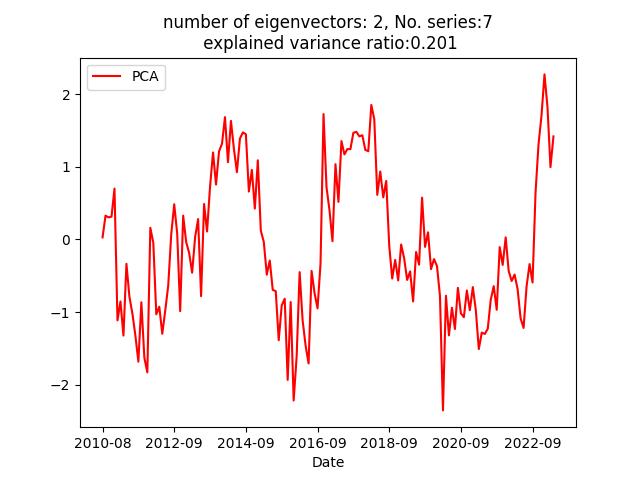 number of eigenvectors: 2, No. series:7
explained variance ratio:0.201
PCA
2
1
0
−1
−2
2010-08 2012-09 2014-09 2016-09 2018-09 2020-09 2022-09
Date